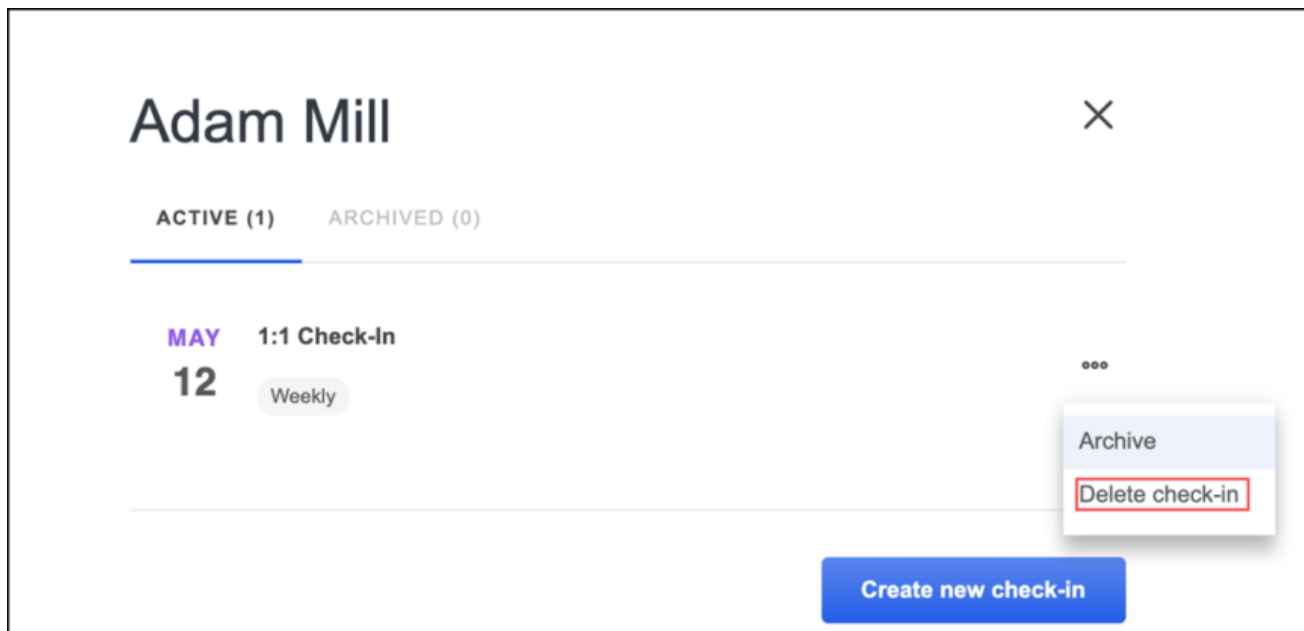 Adam Mill
ACTIVE (1) ARCHIVED (0)
MAY 1:1 Check-In
12 Weekly
Archive
Delete check-in
Create new check-in